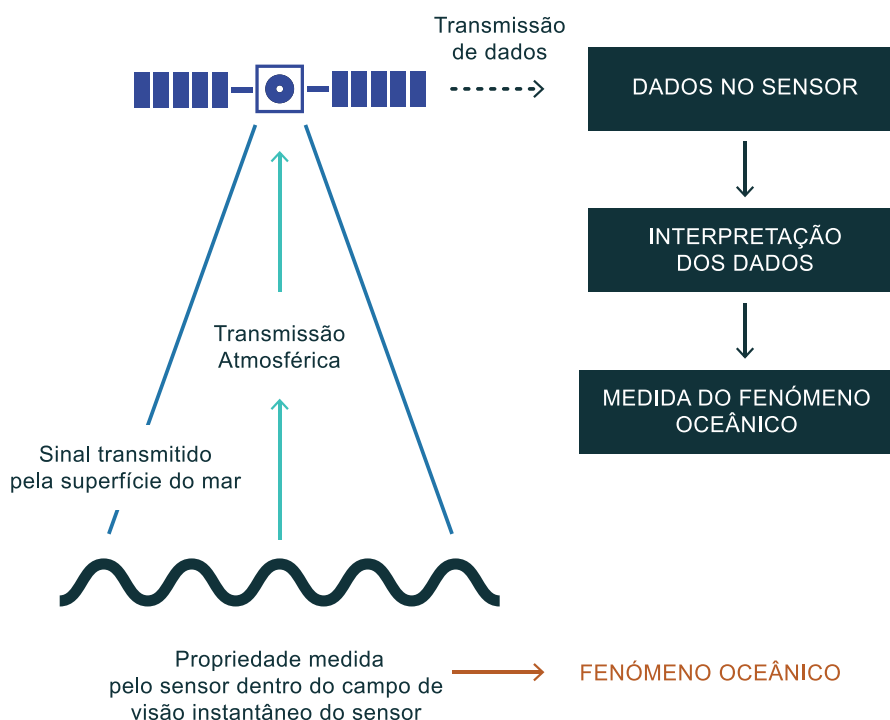 Transmissão
de dados
DADOS NO SENSOR
INTERPRETAÇÃO
DOS DADOS
Transmissão
Atmosférica
MEDIDA DO FENÓMENO
OCEÂNICO
Sinal transmitido
pela superfície do mar
Propriedade medida
pelo sensor dentro do campo de
visão instantâneo do sensor
FENÓMENO OCEÂNICO